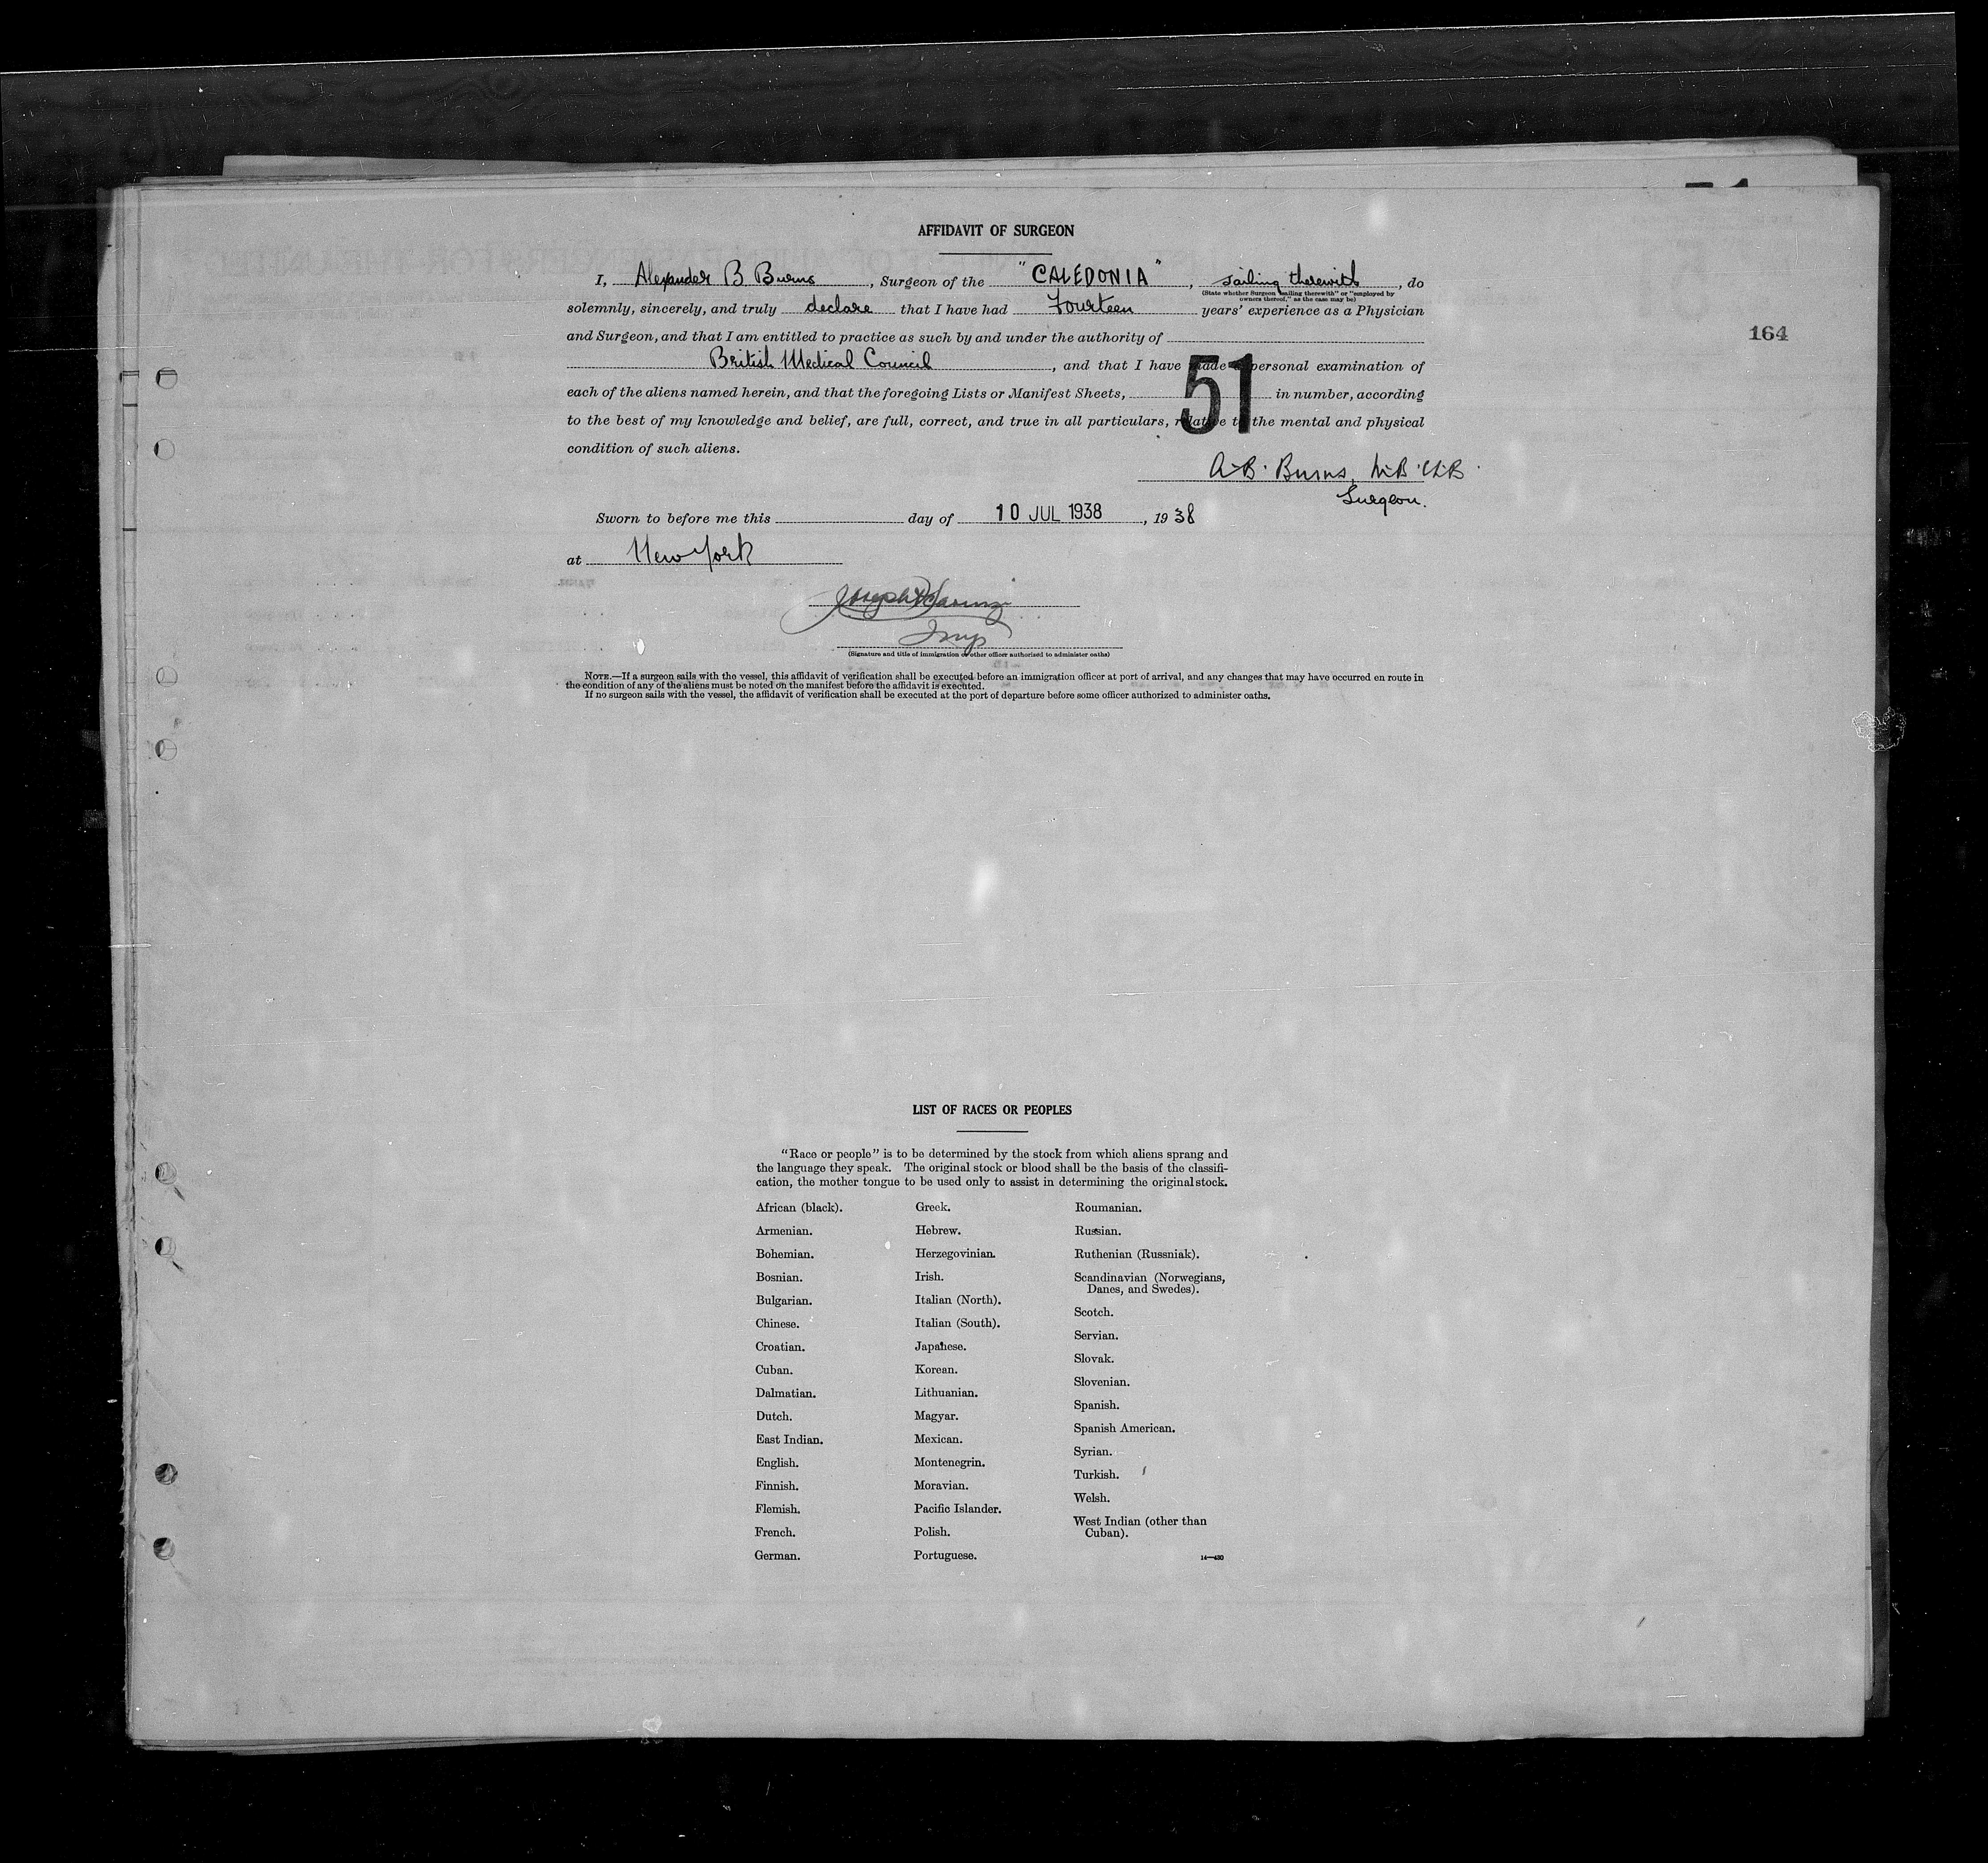 AFFIDAVIT OF SURGEON
I, Alexander B Burns, Surgeon of the "CALEDONIA", sailing therewith, do
(State whether Surgeon "sailing therewith" or "employed by
owners thereof," as the case may be)
solemnly, sincerely, and truly declare that I have had Fourteen years' experience as a Physician
and Surgeon, and that I am entitled to practice as such by and under the authority of
164
British Medical Council, and that I have made personal examination of
51
each of the aliens named herein, and that the foregoing Lists or Manifest Sheets, in number, according
to the best of my knowledge and belief, are full, correct, and true in all particulars, relative to the mental and physical
condition of such aliens.
A.B. Burns, M.B. Ch.B.
Surgeon.
Sworn to before me this day of 10 JUL 1938, 1938
at New York
Joseph
Insp
(Signature and title of immigration or other officer authorized to administer oaths)
NOTE.—If a surgeon sails with the vessel, this affidavit of verification shall be executed before an immigration officer at port of arrival, and any changes that may have occurred en route in
the condition of any of the aliens must be noted on the manifest before the affidavit is executed.
If no surgeon sails with the vessel, the affidavit of verification shall be executed at the port of departure before some officer authorized to administer oaths.
LIST OF RACES OR PEOPLES
"Race or people" is to be determined by the stock from which aliens sprang and
the language they speak. The original stock or blood shall be the basis of the classifi-
cation, the mother tongue to be used only to assist in determining the original stock.
African (black).
Armenian.
Bohemian.
Bosnian.
Bulgarian.
Chinese.
Croatian.
Cuban.
Dalmatian.
Dutch.
East Indian.
English.
Finnish.
Flemish.
French.
German.
Greek.
Hebrew.
Herzegovinian.
Irish.
Italian (North).
Italian (South).
Japanese.
Korean.
Lithuanian.
Magyar.
Mexican.
Montenegrin.
Moravian.
Pacific Islander.
Polish.
Portuguese.
Roumanian.
Russian.
Ruthenian (Russniak).
Scandinavian (Norwegians,
Danes, and Swedes).
Scotch.
Servian.
Slovak.
Slovenian.
Spanish.
Spanish American.
Syrian.
Turkish.
Welsh.
West Indian (other than
Cuban).
14—430